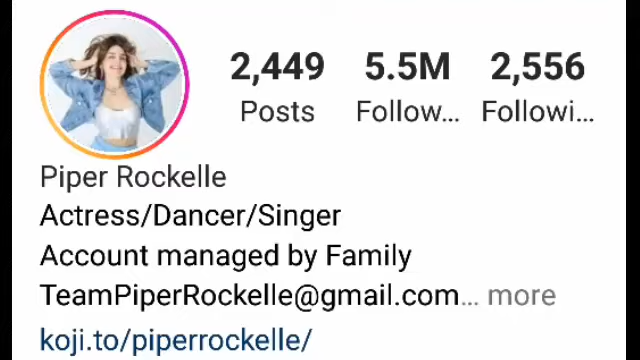 2,449 5.5M 2,556
Posts Follow... Followi...
Piper Rockelle
Actress/Dancer/Singer
Account managed by Family
TeamPiperRockelle@gmail.com... more
koji.to/piperrockelle/